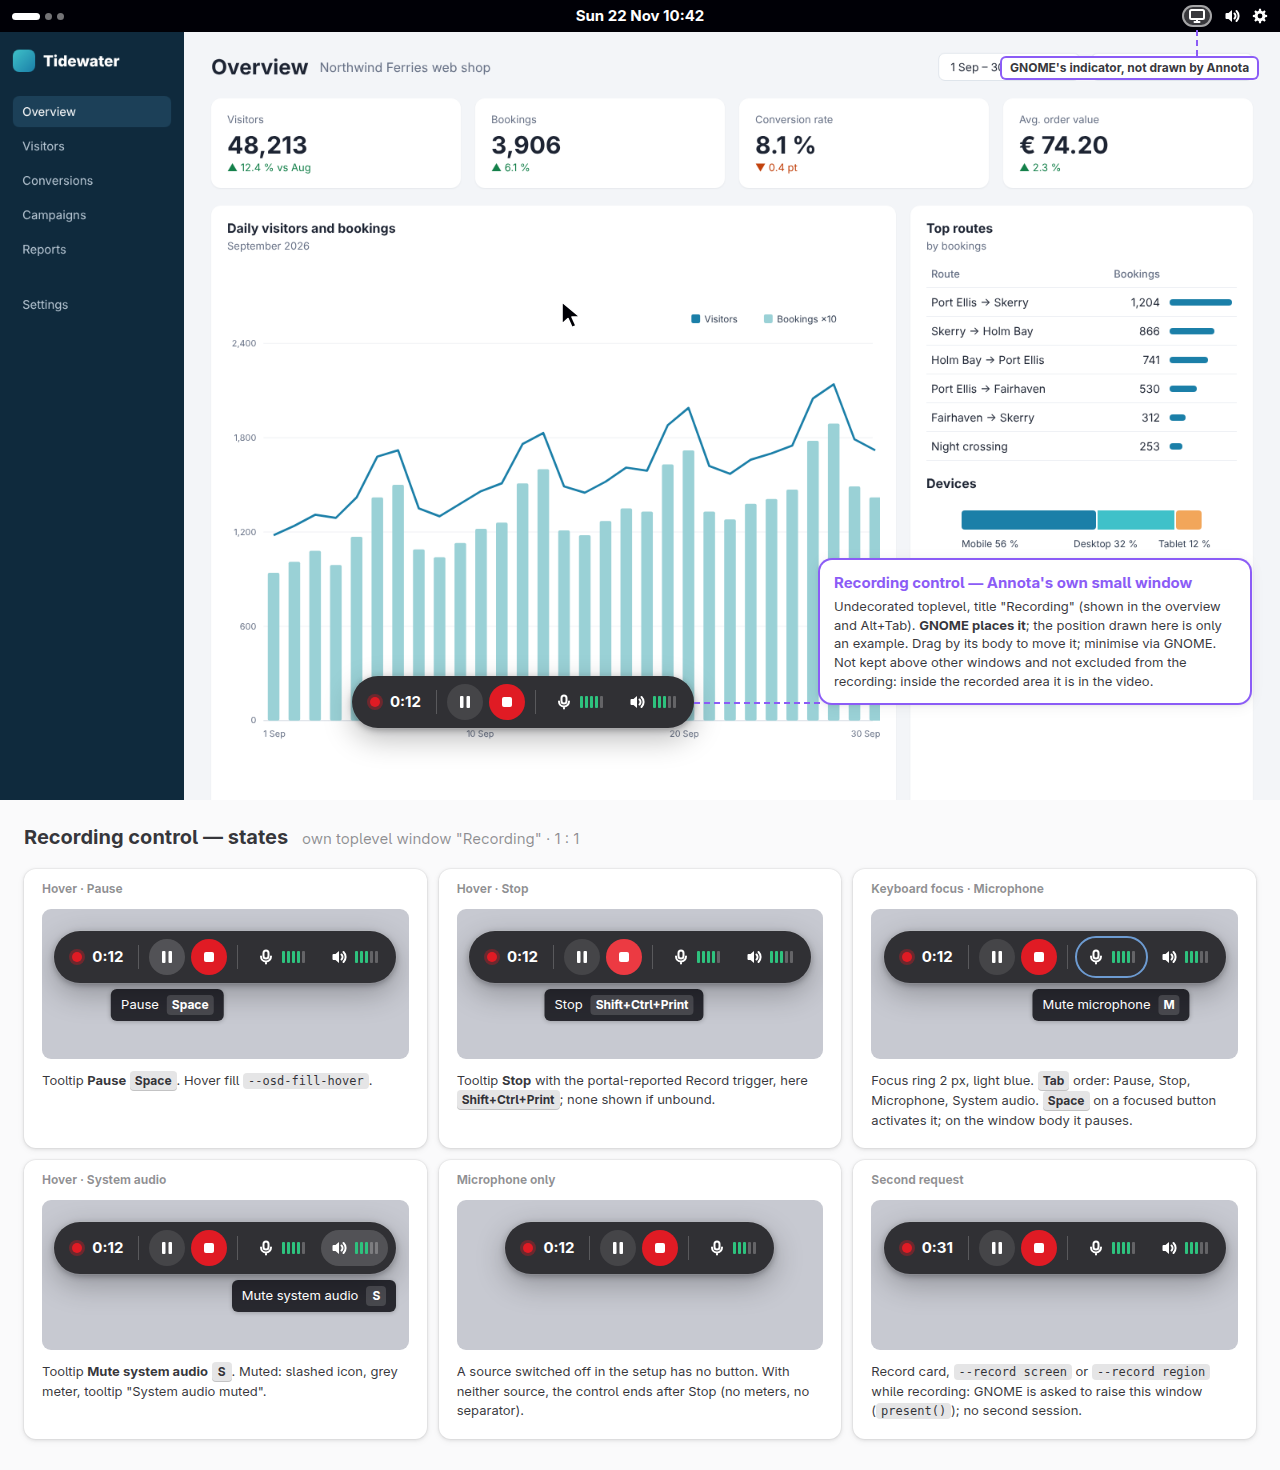 Sun 22 Nov 10:42
Tidewater
Overview
Visitors
Conversions
Campaigns
Reports
Settings
Overview Northwind Ferries web shop
1 Sep – 30
GNOME's indicator, not drawn by Annota
Visitors
48,213
▲ 12.4 % vs Aug
Bookings
3,906
▲ 6.1 %
Conversion rate
8.1 %
▼ 0.4 pt
Avg. order value
€ 74.20
▲ 2.3 %
Daily visitors and bookings
September 2026
Visitors Bookings ×10
2,400
1,800
1,200
600
0
1 Sep 10 Sep 20 Sep 30 Sep
Top routes
by bookings
Route Bookings
Port Ellis → Skerry 1,204
Skerry → Holm Bay 866
Holm Bay → Port Ellis 741
Port Ellis → Fairhaven 530
Fairhaven → Skerry 312
Night crossing 253
Devices
Mobile 56 % Desktop 32 % Tablet 12 %
Recording control — Annota's own small window
Undecorated toplevel, title "Recording" (shown in the overview
and Alt+Tab). GNOME places it; the position drawn here is only
an example. Drag by its body to move it; minimise via GNOME.
Not kept above other windows and not excluded from the
recording: inside the recorded area it is in the video.
0:12
Recording control — states own toplevel window "Recording" · 1 : 1
Hover · Pause
0:12
Pause Space
Tooltip Pause Space. Hover fill --osd-fill-hover.
Hover · Stop
0:12
Stop Shift+Ctrl+Print
Tooltip Stop with the portal-reported Record trigger, here
Shift+Ctrl+Print; none shown if unbound.
Keyboard focus · Microphone
0:12
Mute microphone M
Focus ring 2 px, light blue. Tab order: Pause, Stop,
Microphone, System audio. Space on a focused button
activates it; on the window body it pauses.
Hover · System audio
0:12
Mute system audio S
Tooltip Mute system audio S. Muted: slashed icon, grey
meter, tooltip "System audio muted".
Microphone only
0:12
A source switched off in the setup has no button. With
neither source, the control ends after Stop (no meters, no
separator).
Second request
0:31
Record card, --record screen or --record region
while recording: GNOME is asked to raise this window
(present()); no second session.